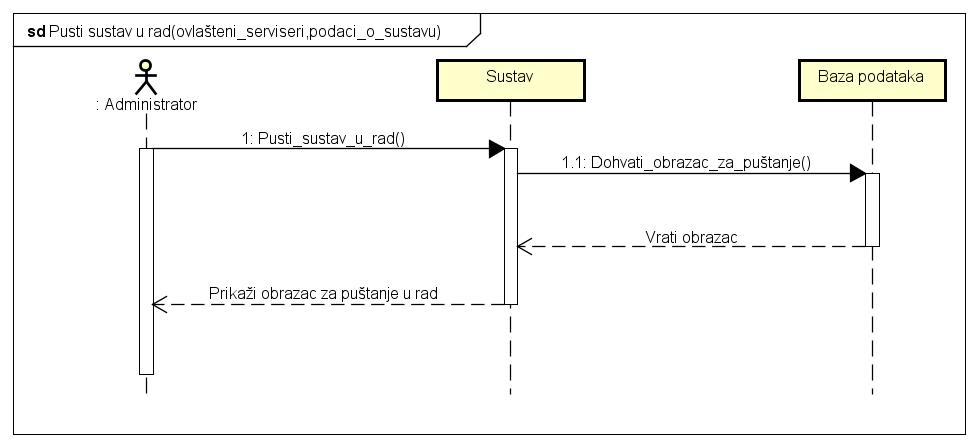 sd Pusti sustav u rad(ovlašteni_serviseri,podaci_o_sustavu)
Sustav
Baza podataka
: Administrator
1: Pusti_sustav_u_rad()
1.1: Dohvati_obrazac_za_puštanje()
Vrati obrazac
Prikaži obrazac za puštanje u rad